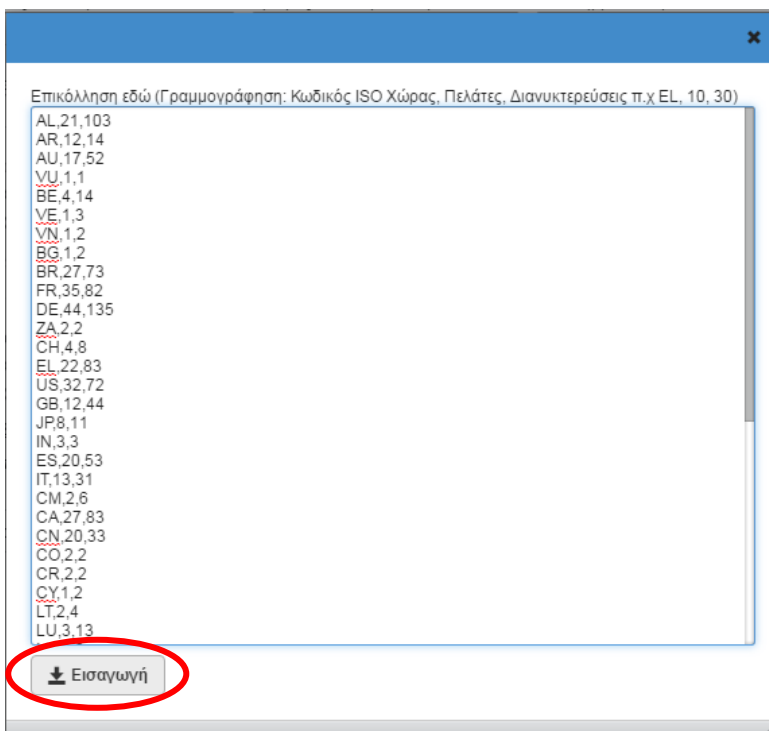 Επικόλληση εδώ (Γραμμογράφηση: Κωδικός ISO Χώρας, Πελάτες, Διανυκτερεύσεις π.χ EL, 10, 30)
AL,21,103
AR,12,14
AU,17,52
VU,1,1
BE,4,14
VE,1,3
VN,1,2
BG,1,2
BR,27,73
FR,35,82
DE,44,135
ZA,2,2
CH,4,8
EL,22,83
US,32,72
GB,12,44
JP,8,11
IN,3,3
ES,20,53
IT,13,31
CM,2,6
CA,27,83
CN,20,33
CO,2,2
CR,2,2
CY,1,2
LT,2,4
LU,3,13
Εισαγωγή